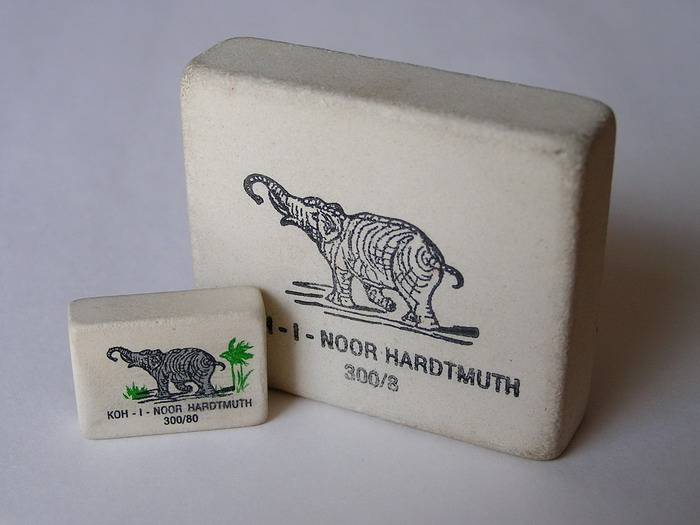 KOH - I - NOOR HARDTMUTH
300/80
- I - NOOR HARDTMUTH
300/8